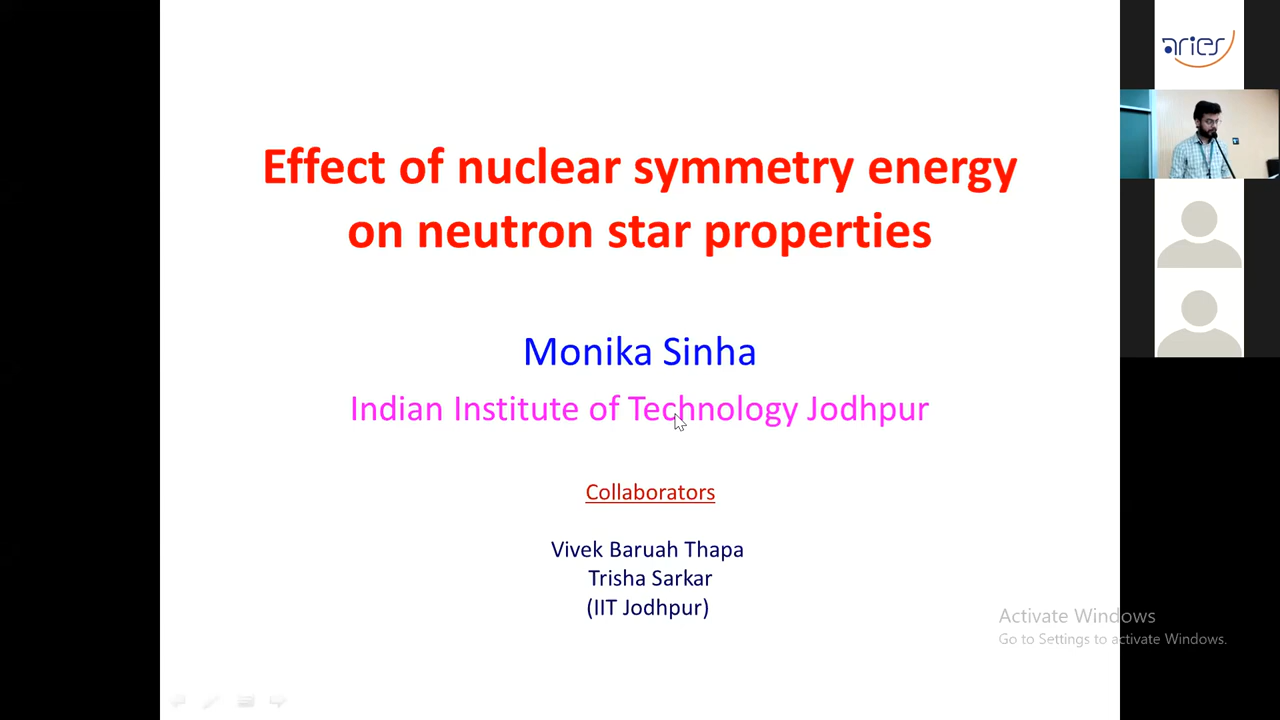 Effect of nuclear symmetry energy
on neutron star properties
Monika Sinha
Indian Institute of Technology Jodhpur
Collaborators
Vivek Baruah Thapa
Trisha Sarkar
(IIT Jodhpur)
aries
Activate Windows
Go to Settings to activate Windows.